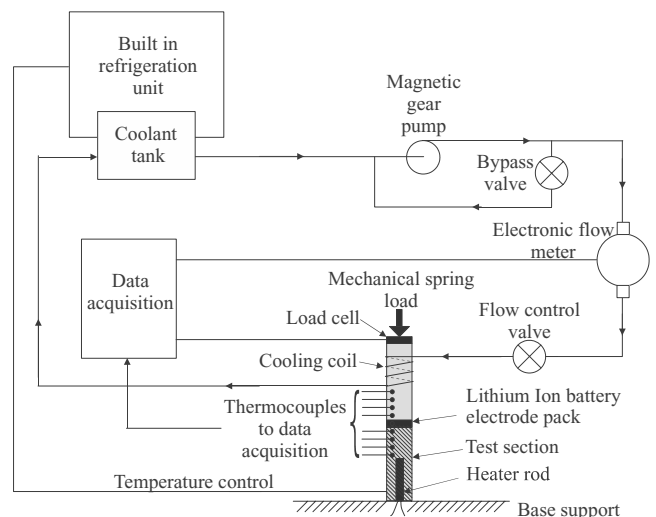 Built in
refrigeration
unit
Coolant
tank
Magnetic
gear
pump
Bypass
valve
Electronic flow
meter
Data
acquisition
Mechanical spring
load
Load cell
Flow control
valve
Cooling coil
Thermocouples
to data
acquisition
Lithium Ion battery
electrode pack
Test section
Heater rod
Temperature control
Base support